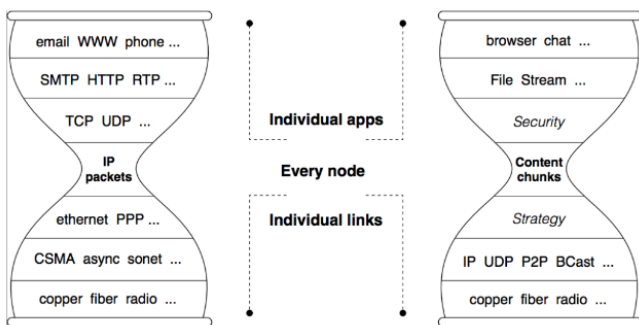 email WWW phone ...
SMTP HTTP RTP ...
TCP UDP ...
IP
packets
ethernet PPP ...
CSMA async sonet ...
copper fiber radio ...
Individual apps
Every node
Individual links
browser chat ...
File Stream ...
Security
Content
chunks
Strategy
IP UDP P2P BCast ...
copper fiber radio ...